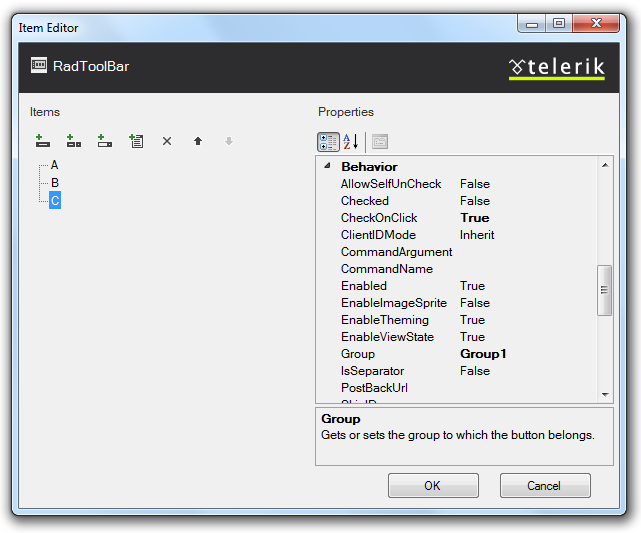 Item Editor
RadToolBar
telerik
Items
Properties
A
B
C
Behavior
AllowSelfUnCheck False
Checked False
CheckOnClick True
ClientIDMode Inherit
CommandArgument
CommandName
Enabled True
EnableImageSprite False
EnableTheming True
EnableViewState True
Group Group1
IsSeparator False
PostBackUrl
Group
Gets or sets the group to which the button belongs.
OK Cancel